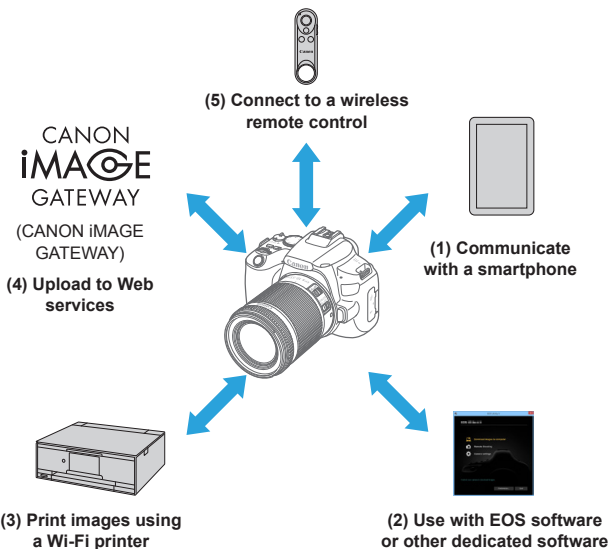 Canon
(5) Connect to a wireless
remote control
CANON
iMAGE
GATEWAY
(CANON iMAGE
GATEWAY)
(4) Upload to Web
services
Canon
(1) Communicate
with a smartphone
(3) Print images using
a Wi-Fi printer
(2) Use with EOS software
or other dedicated software